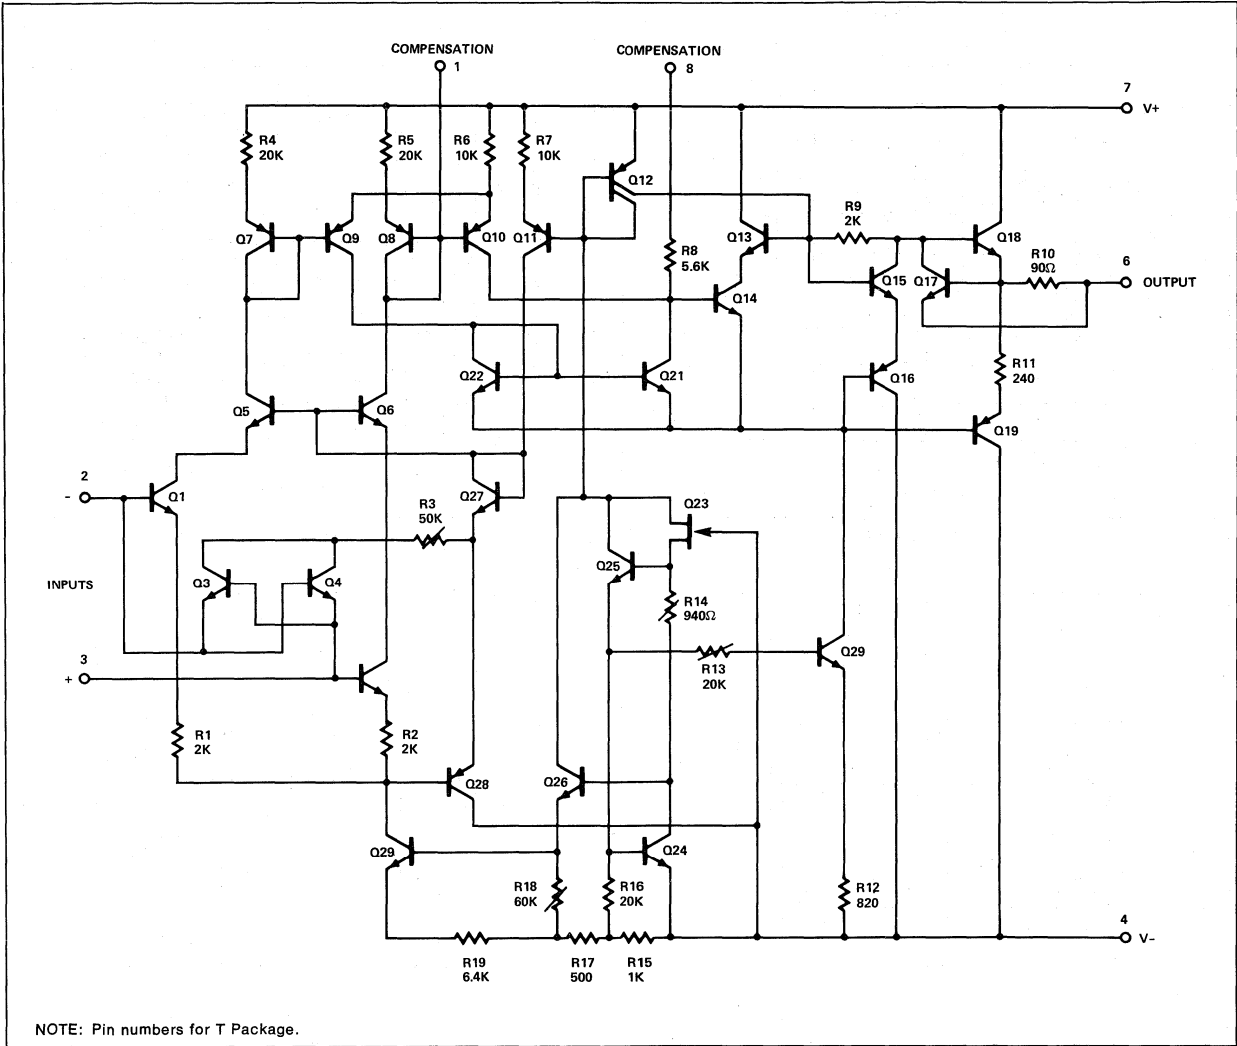 COMPENSATION
1
COMPENSATION
8
7
V+
R4
20K
R5
20K
R6
10K
R7
10K
Q12
R9
2K
Q7
Q9
Q8
Q10
Q11
R8
5.6K
Q13
Q18
R10
90Ω
6
OUTPUT
Q14
Q15
Q17
R11
240
Q22
Q21
Q16
Q5
Q6
Q19
2
-
Q1
Q27
R3
50K
Q23
INPUTS
Q3
Q4
Q25
R14
940Ω
3
+
R13
20K
Q29
R1
2K
R2
2K
Q28
Q26
Q29
Q24
R18
60K
R16
20K
R12
820
4
V-
R19
6.4K
R17
500
R15
1K
NOTE: Pin numbers for T Package.